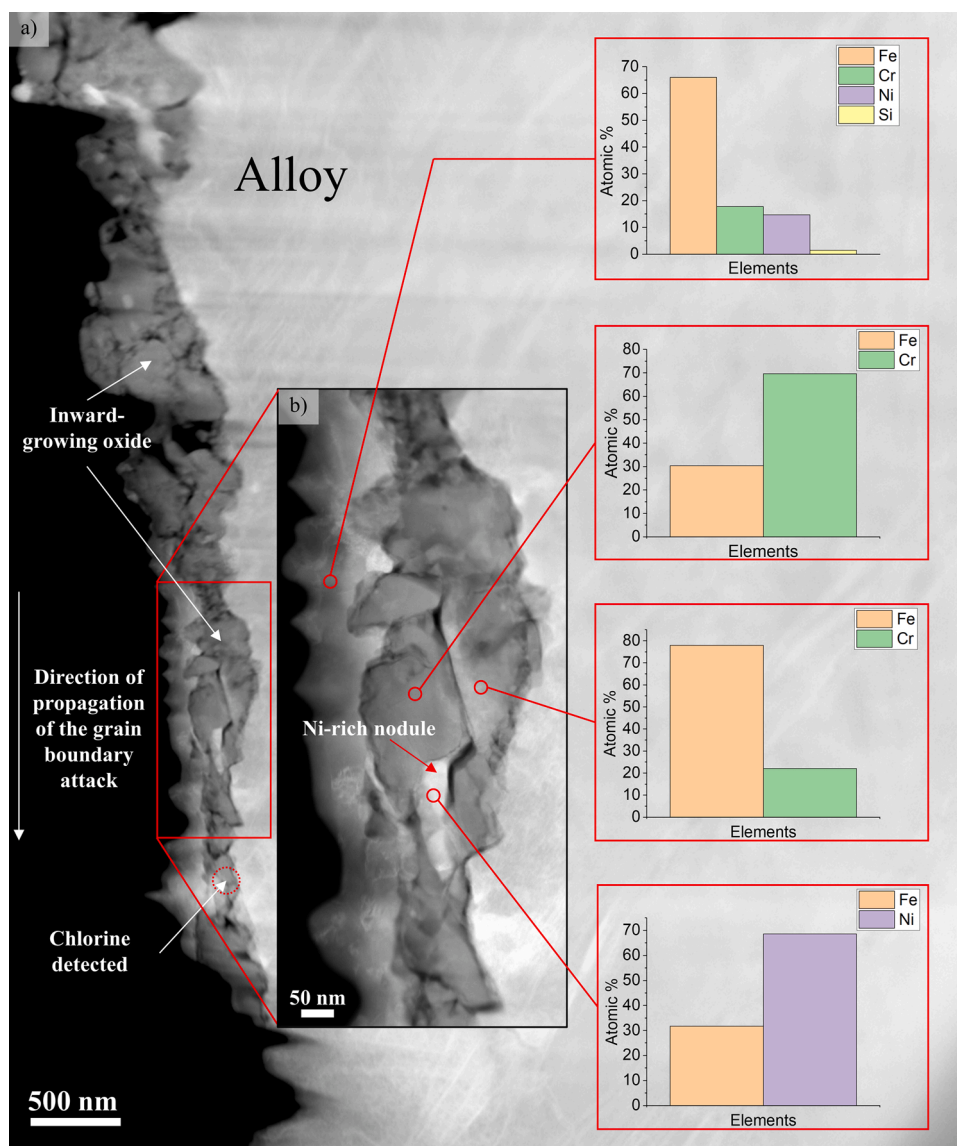 a)
Alloy
Inward-
growing oxide
Direction of
propagation
of the grain
boundary
attack
Chlorine
detected
500 nm
b)
Ni-rich nodule
50 nm
Fe
Cr
Ni
Si
70
60
50
40
30
20
10
0
Atomic %
Elements
Fe
Cr
80
70
60
50
40
30
20
10
0
Atomic %
Elements
Fe
Cr
80
70
60
50
40
30
20
10
0
Atomic %
Elements
Fe
Ni
70
60
50
40
30
20
10
0
Atomic %
Elements